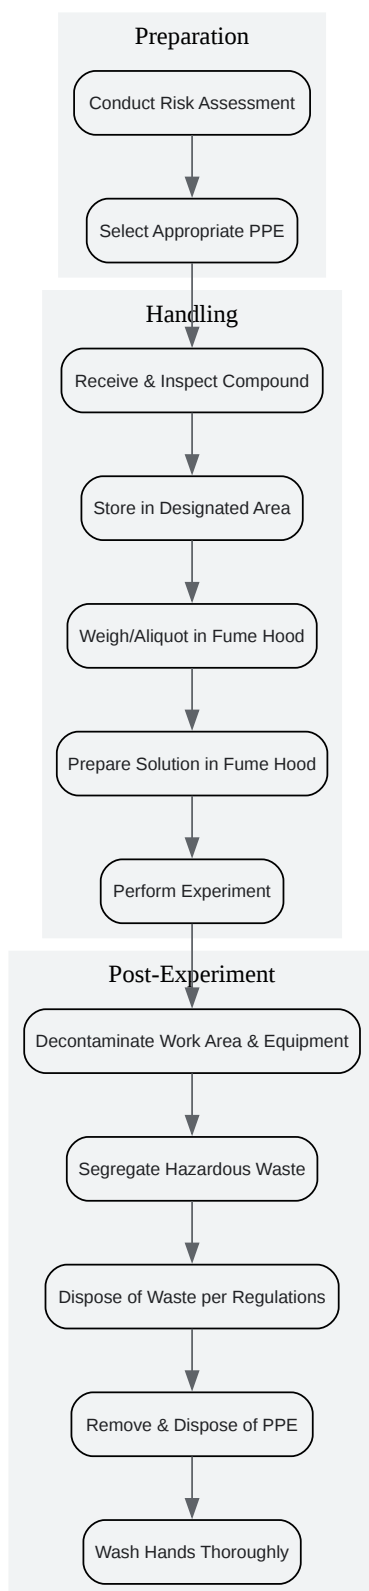 Preparation
Conduct Risk Assessment
Select Appropriate PPE
Handling
Receive & Inspect Compound
Store in Designated Area
Weigh/Aliquot in Fume Hood
Prepare Solution in Fume Hood
Perform Experiment
Post-Experiment
Decontaminate Work Area & Equipment
Segregate Hazardous Waste
Dispose of Waste per Regulations
Remove & Dispose of PPE
Wash Hands Thoroughly